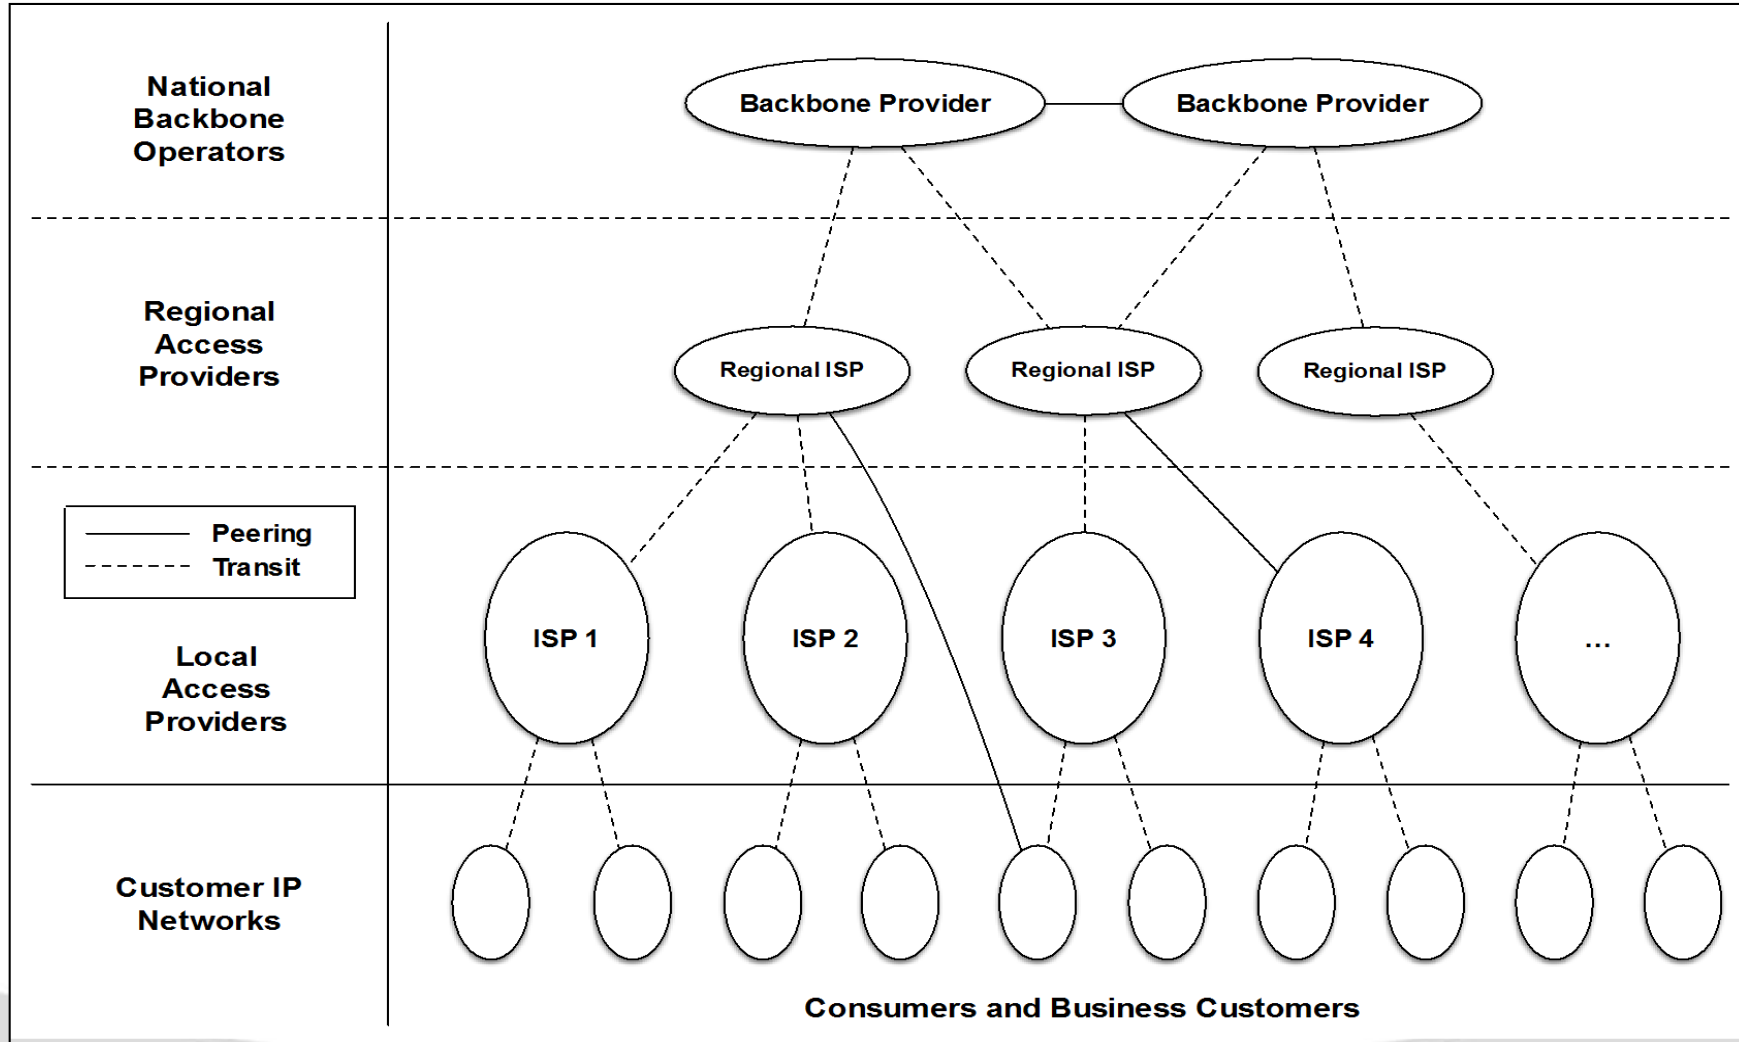 National
Backbone
Operators
Backbone Provider
Backbone Provider
Regional
Access
Providers
Regional ISP
Regional ISP
Regional ISP
Peering
Transit
Local
Access
Providers
ISP 1
ISP 2
ISP 3
ISP 4
...
Customer IP
Networks
Consumers and Business Customers